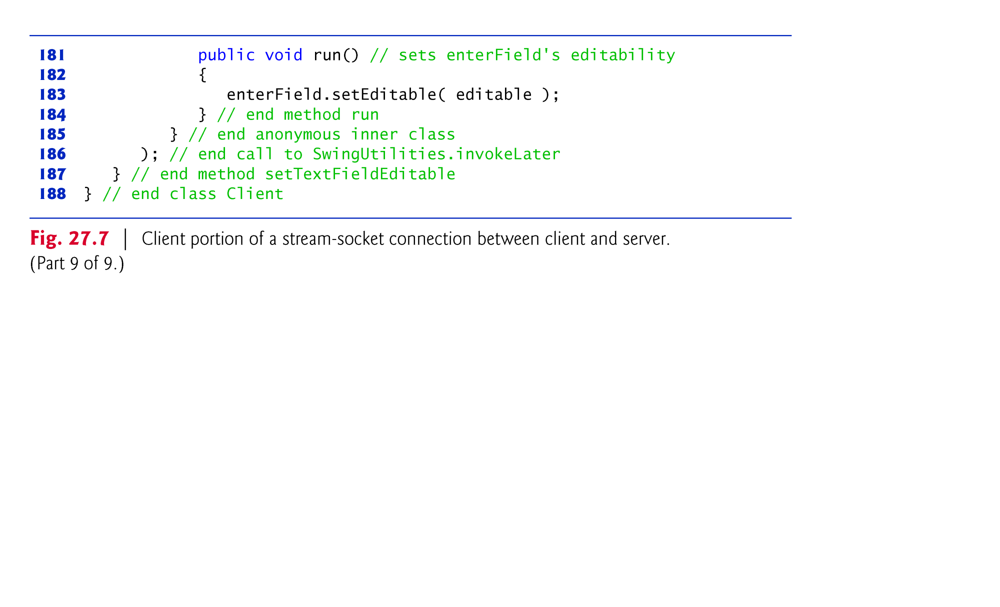 181 public void run() // sets enterField's editability
182 {
183 enterField.setEditable( editable );
184 } // end method run
185 } // end anonymous inner class
186 ); // end call to SwingUtilities.invokeLater
187 } // end method setTextFieldEditable
188 } // end class Client
Fig. 27.7 | Client portion of a stream-socket connection between client and server.
(Part 9 of 9.)